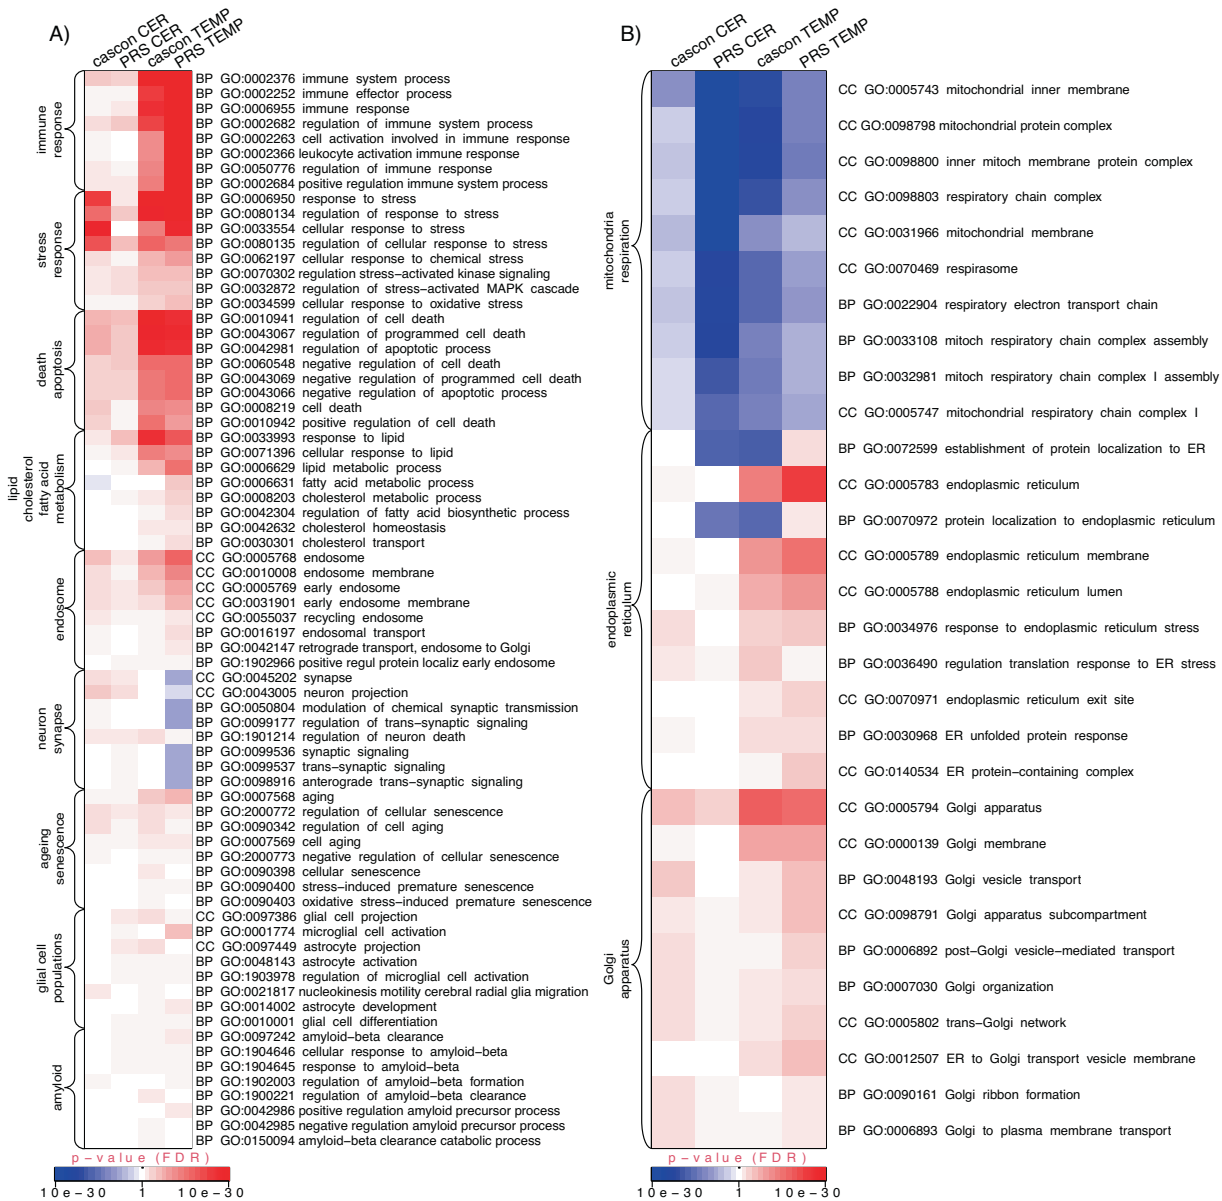 A)
cascon CER
PRS CER
cascon TEMP
PRS TEMP
immune
response
BP GO:0002376 immune system process
BP GO:0002252 immune effector process
BP GO:0006955 immune response
BP GO:0002682 regulation of immune system process
BP GO:0002263 cell activation involved in immune response
BP GO:0002366 leukocyte activation immune response
BP GO:0050776 regulation of immune response
BP GO:0002684 positive regulation immune system process
stress
response
BP GO:0006950 response to stress
BP GO:0080134 regulation of response to stress
BP GO:0033554 cellular response to stress
BP GO:0080135 regulation of cellular response to stress
BP GO:0062197 cellular response to chemical stress
BP GO:0070302 regulation stress−activated kinase signaling
BP GO:0032872 regulation of stress−activated MAPK cascade
BP GO:0034599 cellular response to oxidative stress
death
apoptosis
BP GO:0010941 regulation of cell death
BP GO:0043067 regulation of programmed cell death
BP GO:0042981 regulation of apoptotic process
BP GO:0060548 negative regulation of cell death
BP GO:0043069 negative regulation of programmed cell death
BP GO:0043066 negative regulation of apoptotic process
BP GO:0008219 cell death
BP GO:0010942 positive regulation of cell death
lipid
cholesterol
fatty acid
metabolism
BP GO:0033993 response to lipid
BP GO:0071396 cellular response to lipid
BP GO:0006629 lipid metabolic process
BP GO:0006631 fatty acid metabolic process
BP GO:0008203 cholesterol metabolic process
BP GO:0042304 regulation of fatty acid biosynthetic process
BP GO:0042632 cholesterol homeostasis
BP GO:0030301 cholesterol transport
endosome
CC GO:0005768 endosome
CC GO:0010008 endosome membrane
CC GO:0005769 early endosome
CC GO:0031901 early endosome membrane
CC GO:0055037 recycling endosome
BP GO:0016197 endosomal transport
BP GO:0042147 retrograde transport, endosome to Golgi
BP GO:1902966 positive regul protein localiz early endosome
neuron
synapse
CC GO:0045202 synapse
CC GO:0043005 neuron projection
BP GO:0050804 modulation of chemical synaptic transmission
BP GO:0099177 regulation of trans−synaptic signaling
BP GO:1901214 regulation of neuron death
BP GO:0099536 synaptic signaling
BP GO:0099537 trans−synaptic signaling
BP GO:0098916 anterograde trans−synaptic signaling
ageing
senescence
BP GO:0007568 aging
BP GO:2000772 regulation of cellular senescence
BP GO:0090342 regulation of cell aging
BP GO:0007569 cell aging
BP GO:2000773 negative regulation of cellular senescence
BP GO:0090398 cellular senescence
BP GO:0090400 stress−induced premature senescence
BP GO:0090403 oxidative stress−induced premature senescence
glial cell
populations
CC GO:0097386 glial cell projection
BP GO:0001774 microglial cell activation
CC GO:0097449 astrocyte projection
BP GO:0048143 astrocyte activation
BP GO:1903978 regulation of microglial cell activation
BP GO:0021817 nucleokinesis motility cerebral radial glia migration
BP GO:0014002 astrocyte development
BP GO:0010001 glial cell differentiation
amyloid
BP GO:0097242 amyloid−beta clearance
BP GO:1904646 cellular response to amyloid−beta
BP GO:1904645 response to amyloid−beta
BP GO:1902003 regulation of amyloid−beta formation
BP GO:1900221 regulation of amyloid−beta clearance
BP GO:0042986 positive regulation amyloid precursor process
BP GO:0042985 negative regulation amyloid precursor process
BP GO:0150094 amyloid−beta clearance catabolic process
p−value (FDR)
10e−30 1 10e−30
B)
cascon CER
PRS CER
cascon TEMP
PRS TEMP
mitochondria
respiration
CC GO:0005743 mitochondrial inner membrane
CC GO:0098798 mitochondrial protein complex
CC GO:0098800 inner mitoch membrane protein complex
CC GO:0098803 respiratory chain complex
CC GO:0031966 mitochondrial membrane
CC GO:0070469 respirasome
BP GO:0022904 respiratory electron transport chain
BP GO:0033108 mitoch respiratory chain complex assembly
BP GO:0032981 mitoch respiratory chain complex I assembly
CC GO:0005747 mitochondrial respiratory chain complex I
endoplasmic
reticulum
BP GO:0072599 establishment of protein localization to ER
CC GO:0005783 endoplasmic reticulum
BP GO:0070972 protein localization to endoplasmic reticulum
CC GO:0005789 endoplasmic reticulum membrane
CC GO:0005788 endoplasmic reticulum lumen
BP GO:0034976 response to endoplasmic reticulum stress
BP GO:0036490 regulation translation response to ER stress
CC GO:0070971 endoplasmic reticulum exit site
BP GO:0030968 ER unfolded protein response
CC GO:0140534 ER protein−containing complex
Golgi
apparatus
CC GO:0005794 Golgi apparatus
CC GO:0000139 Golgi membrane
BP GO:0048193 Golgi vesicle transport
CC GO:0098791 Golgi apparatus subcompartment
BP GO:0006892 post−Golgi vesicle−mediated transport
BP GO:0007030 Golgi organization
CC GO:0005802 trans−Golgi network
CC GO:0012507 ER to Golgi transport vesicle membrane
BP GO:0090161 Golgi ribbon formation
BP GO:0006893 Golgi to plasma membrane transport
p−value (FDR)
10e−30 1 10e−30